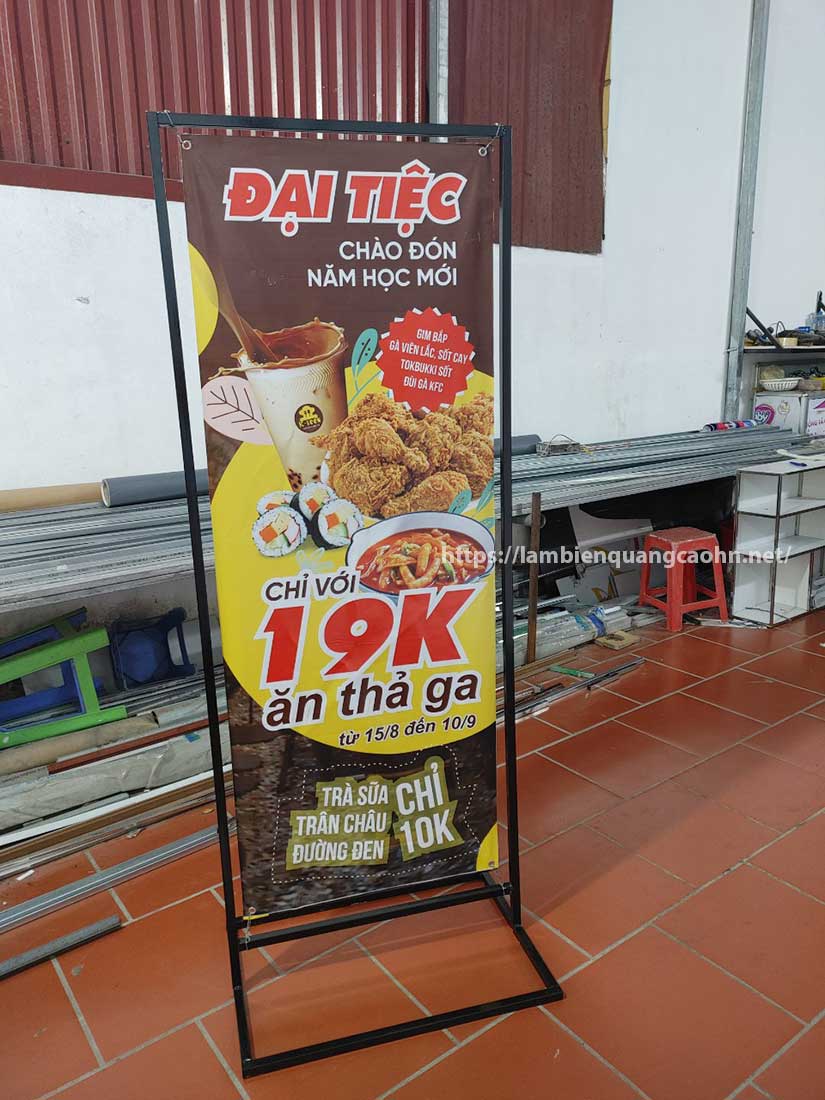 ĐẠI TIỆC
CHÀO ĐÓN
NĂM HỌC MỚI
GIM BẮP
GÀ VIÊN LẮC, SỐT CAY
TOKBUKKI SỐT
ĐÙI GÀ KFC
https://lambienquangcaohn.net/
CHỈ VỚI
19K
ăn thả ga
từ 15/8 đến 10/9
TRÀ SỮA
TRÂN CHÂU
ĐƯỜNG ĐEN
CHỈ
10K